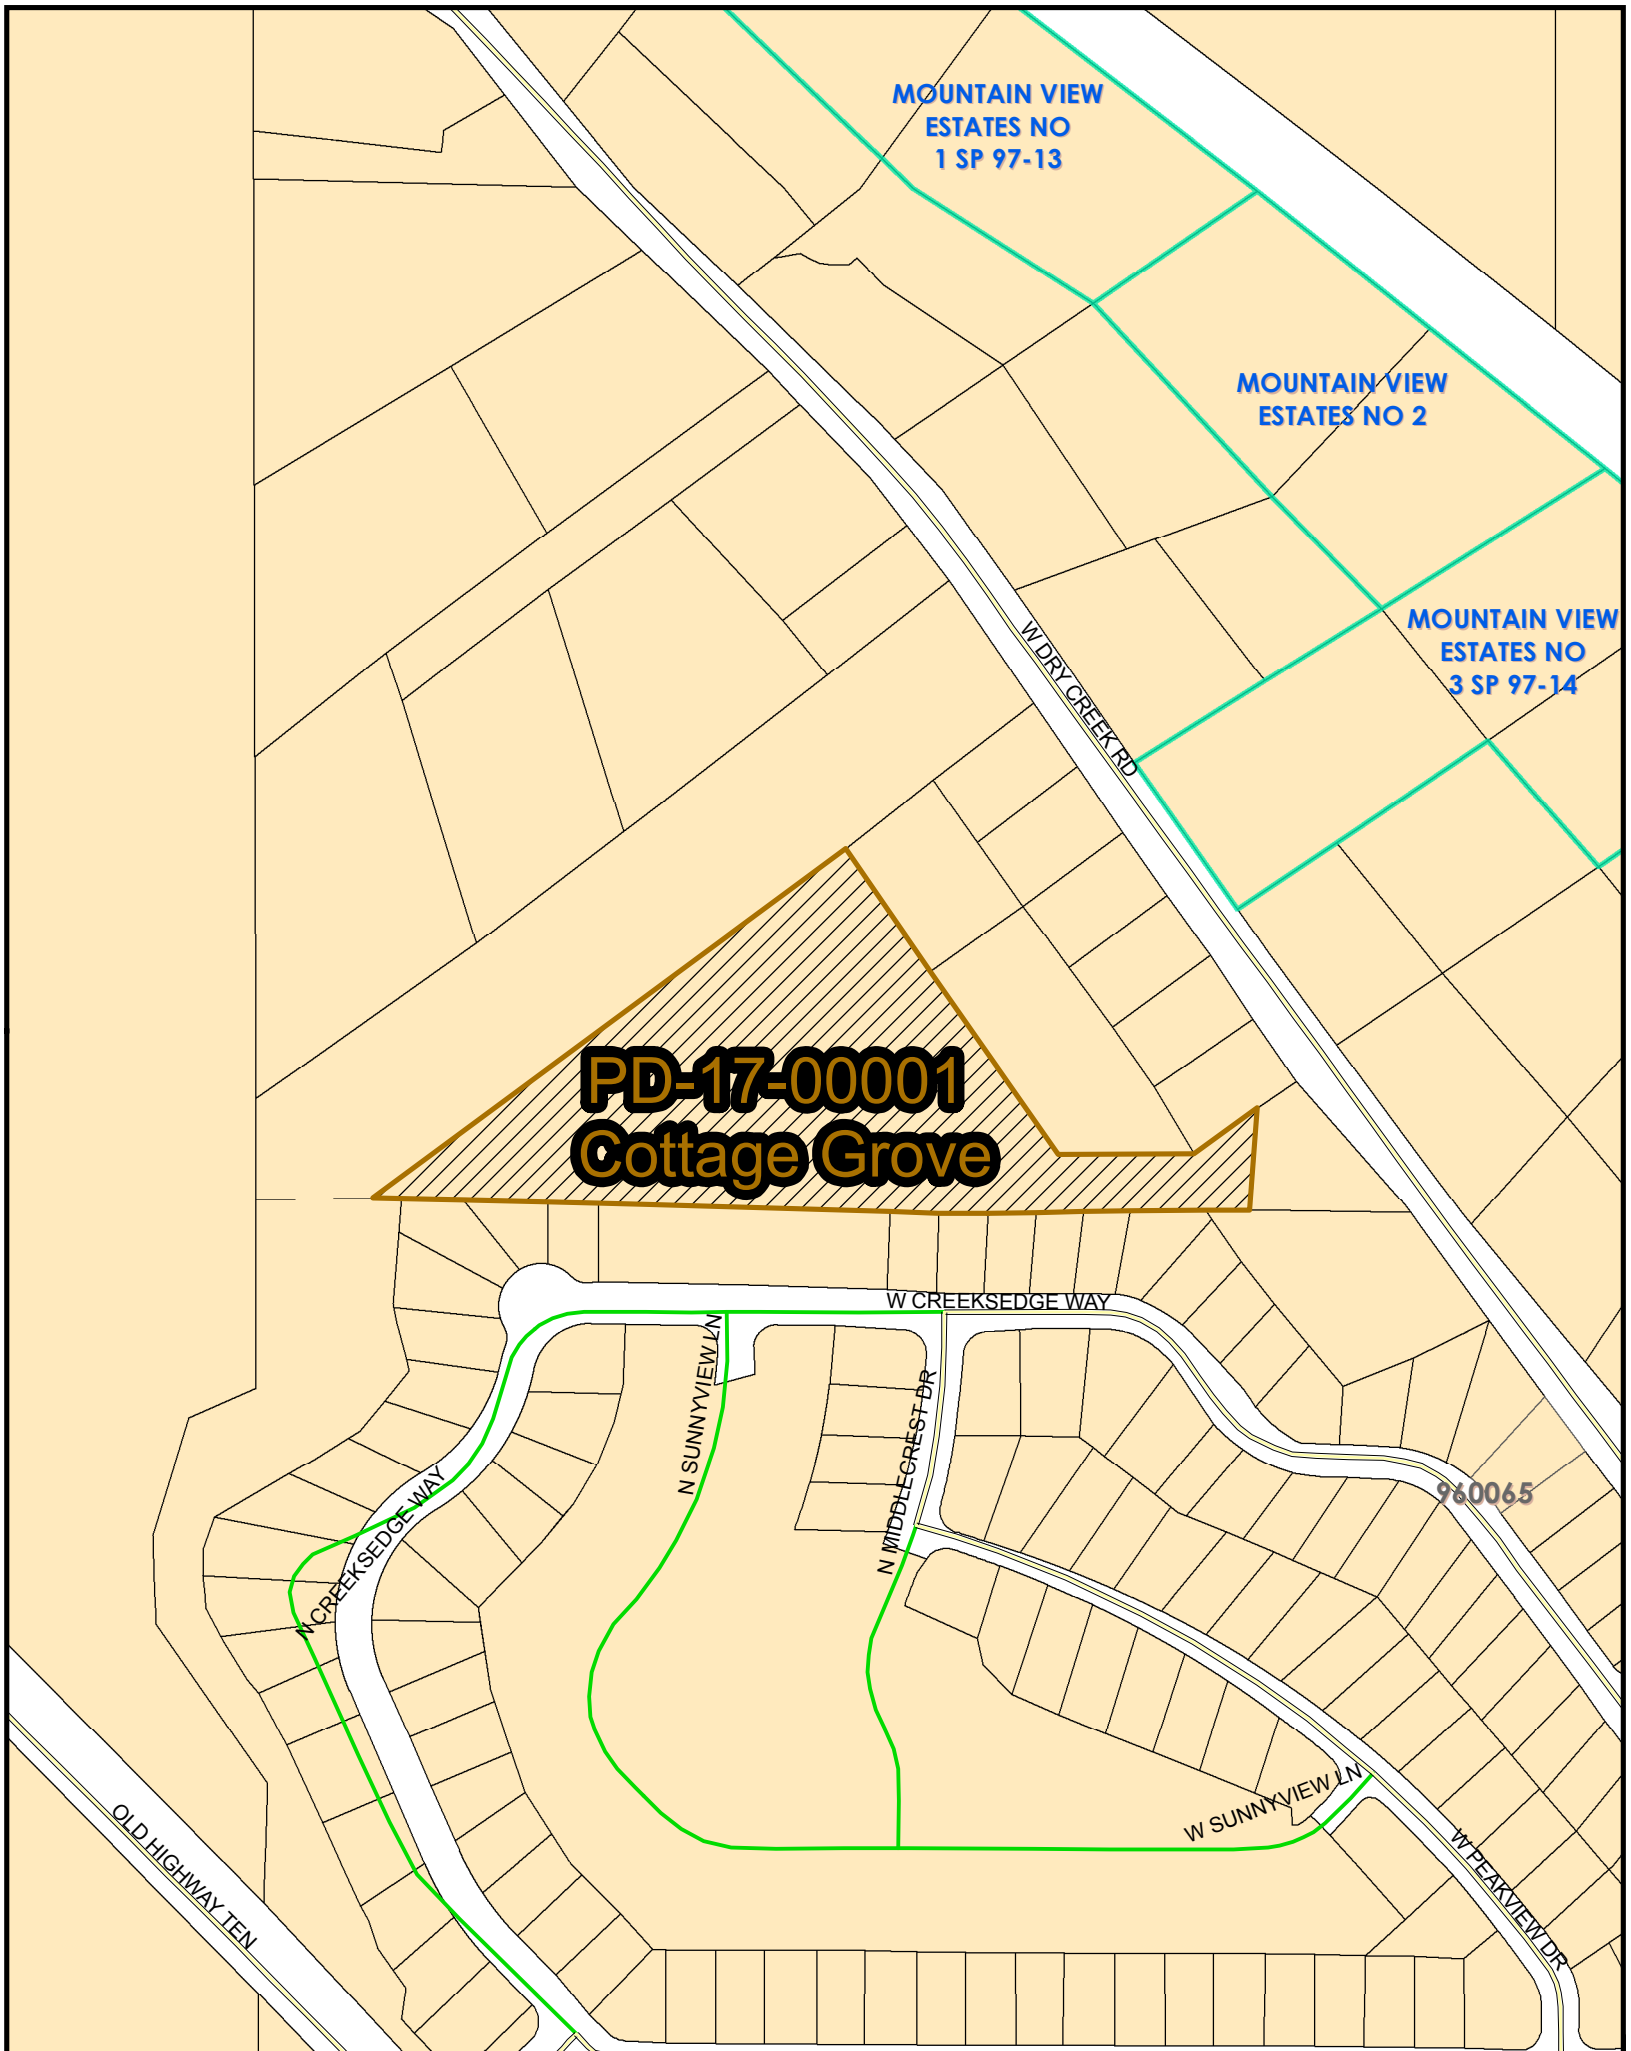 MOUNTAIN VIEW
ESTATES NO
1 SP 97-13
MOUNTAIN VIEW
ESTATES NO 2
MOUNTAIN VIEW
ESTATES NO
3 SP 97-14
W DRY CREEK RD
PD-17-00001
Cottage Grove
W CREEKSEDGE WAY
N SUNNYVIEW LN
N MIDDLECREST DR
W CREEKSEDGE WAY
960065
W SUNNYVIEW LN
OLD HIGHWAY TEN
W PEAKVIEW DR